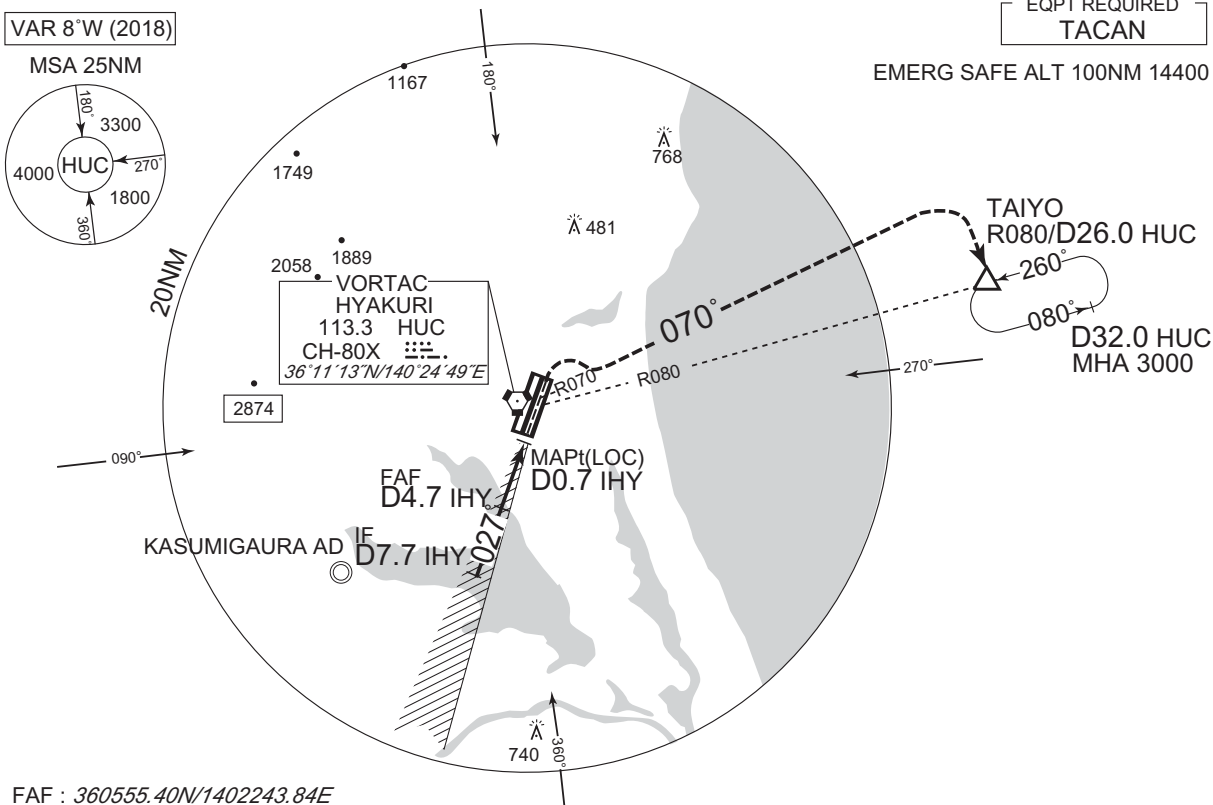 VAR 8˚W (2018)
EQPT REQUIRED
TACAN
MSA 25NM
EMERG SAFE ALT 100NM 14400
180˚
3300
HUC
4000
270˚
1800
360˚
180˚
1167
1749
768
481
1889
2058
20NM
VORTAC
HYAKURI
113.3 HUC
CH-80X
36˚11´13˝N/140˚24´49˝E
TAIYO
R080/D26.0 HUC
260˚
080˚
D32.0 HUC
MHA 3000
070˚
R070
R080
270˚
2874
090˚
MAPt(LOC)
D0.7 IHY
FAF
D4.7 IHY
027˚
IF
D7.7 IHY
KASUMIGAURA AD
740
360˚
FAF : 360555.40N/1402243.84E